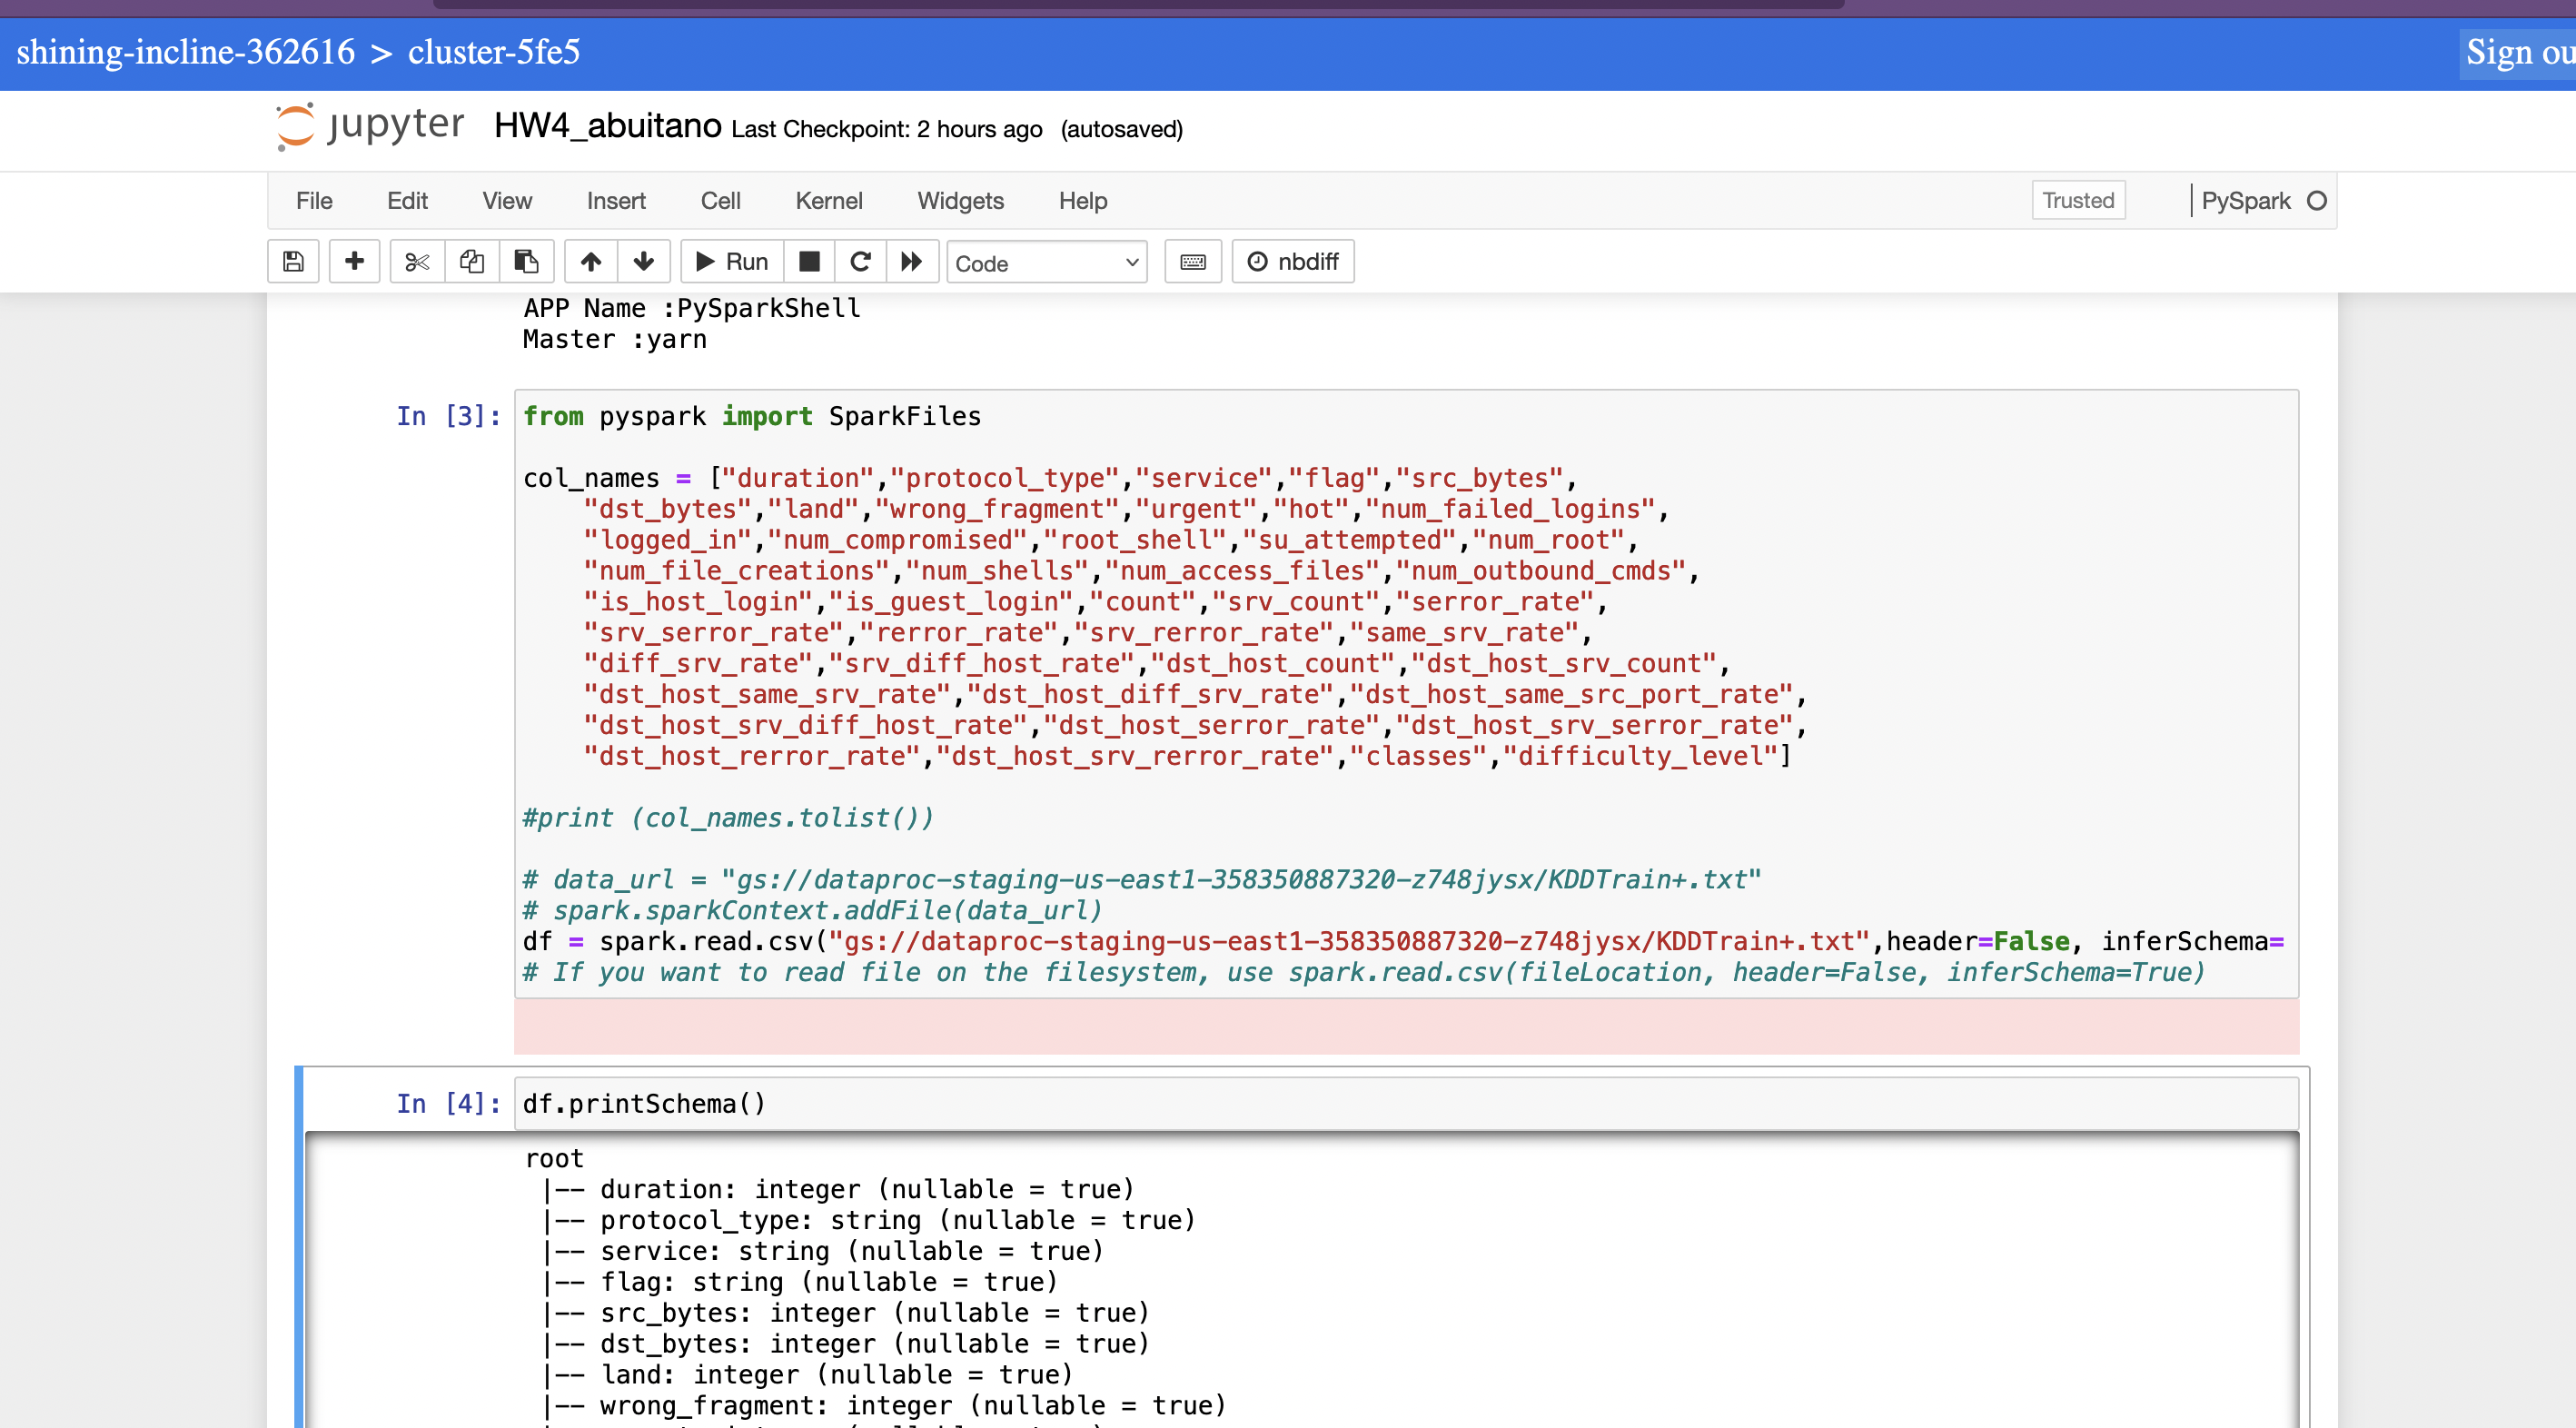 shining-incline-362616 > cluster-5fe5
Sign ou
jupyter HW4_abuitano Last Checkpoint: 2 hours ago (autosaved)
File Edit View Insert Cell Kernel Widgets Help Trusted PySpark
Run Code nbdiff
APP Name :PySparkShell
Master :yarn
In [3]: from pyspark import SparkFiles
col_names = ["duration","protocol_type","service","flag","src_bytes",
"dst_bytes","land","wrong_fragment","urgent","hot","num_failed_logins",
"logged_in","num_compromised","root_shell","su_attempted","num_root",
"num_file_creations","num_shells","num_access_files","num_outbound_cmds",
"is_host_login","is_guest_login","count","srv_count","serror_rate",
"srv_serror_rate","rerror_rate","srv_rerror_rate","same_srv_rate",
"diff_srv_rate","srv_diff_host_rate","dst_host_count","dst_host_srv_count",
"dst_host_same_srv_rate","dst_host_diff_srv_rate","dst_host_same_src_port_rate",
"dst_host_srv_diff_host_rate","dst_host_serror_rate","dst_host_srv_serror_rate",
"dst_host_rerror_rate","dst_host_srv_rerror_rate","classes","difficulty_level"]
#print (col_names.tolist())
# data_url = "gs://dataproc-staging-us-east1-358350887320-z748jysx/KDDTrain+.txt"
# spark.sparkContext.addFile(data_url)
df = spark.read.csv("gs://dataproc-staging-us-east1-358350887320-z748jysx/KDDTrain+.txt",header=False, inferSchema=
# If you want to read file on the filesystem, use spark.read.csv(fileLocation, header=False, inferSchema=True)
In [4]: df.printSchema()
root
|-- duration: integer (nullable = true)
|-- protocol_type: string (nullable = true)
|-- service: string (nullable = true)
|-- flag: string (nullable = true)
|-- src_bytes: integer (nullable = true)
|-- dst_bytes: integer (nullable = true)
|-- land: integer (nullable = true)
|-- wrong_fragment: integer (nullable = true)